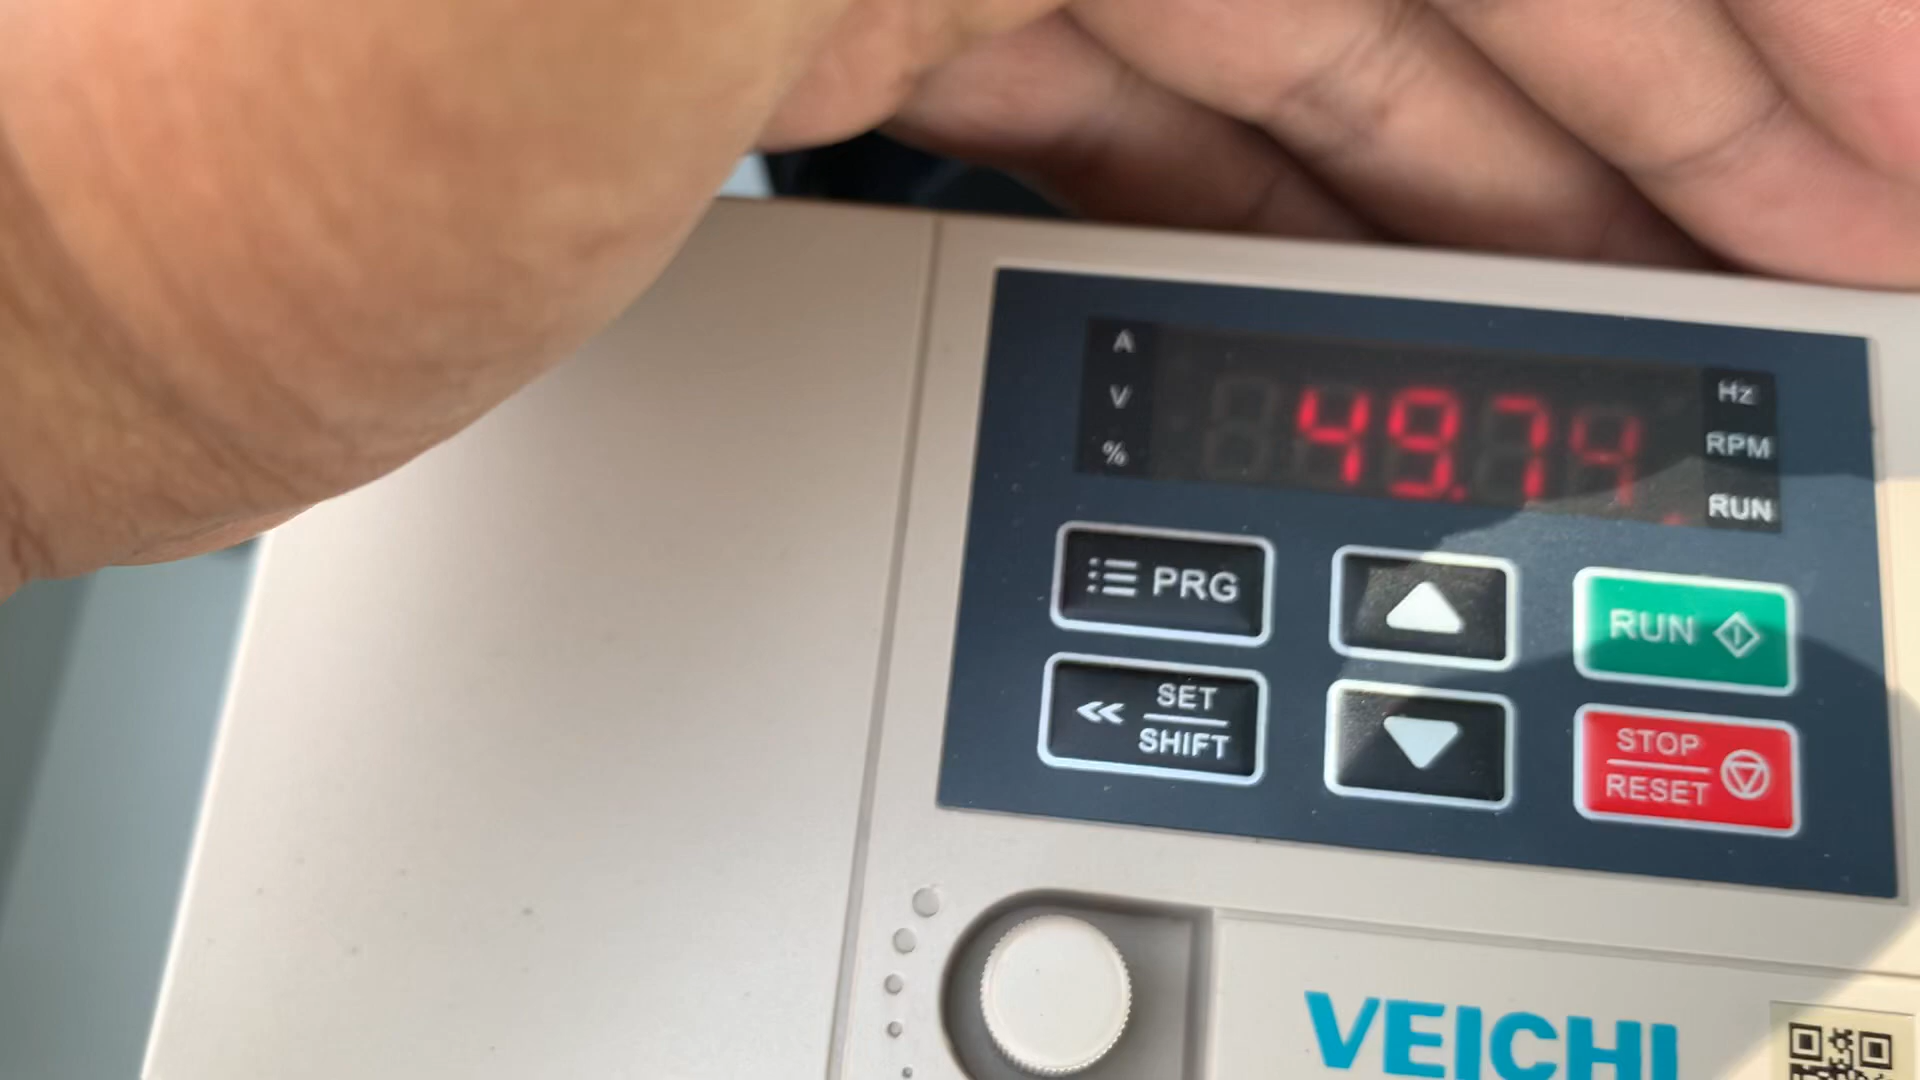 A
V
%
49.74
Hz
RPM
RUN
PRG
RUN
SET
SHIFT
STOP
RESET
VEICHI